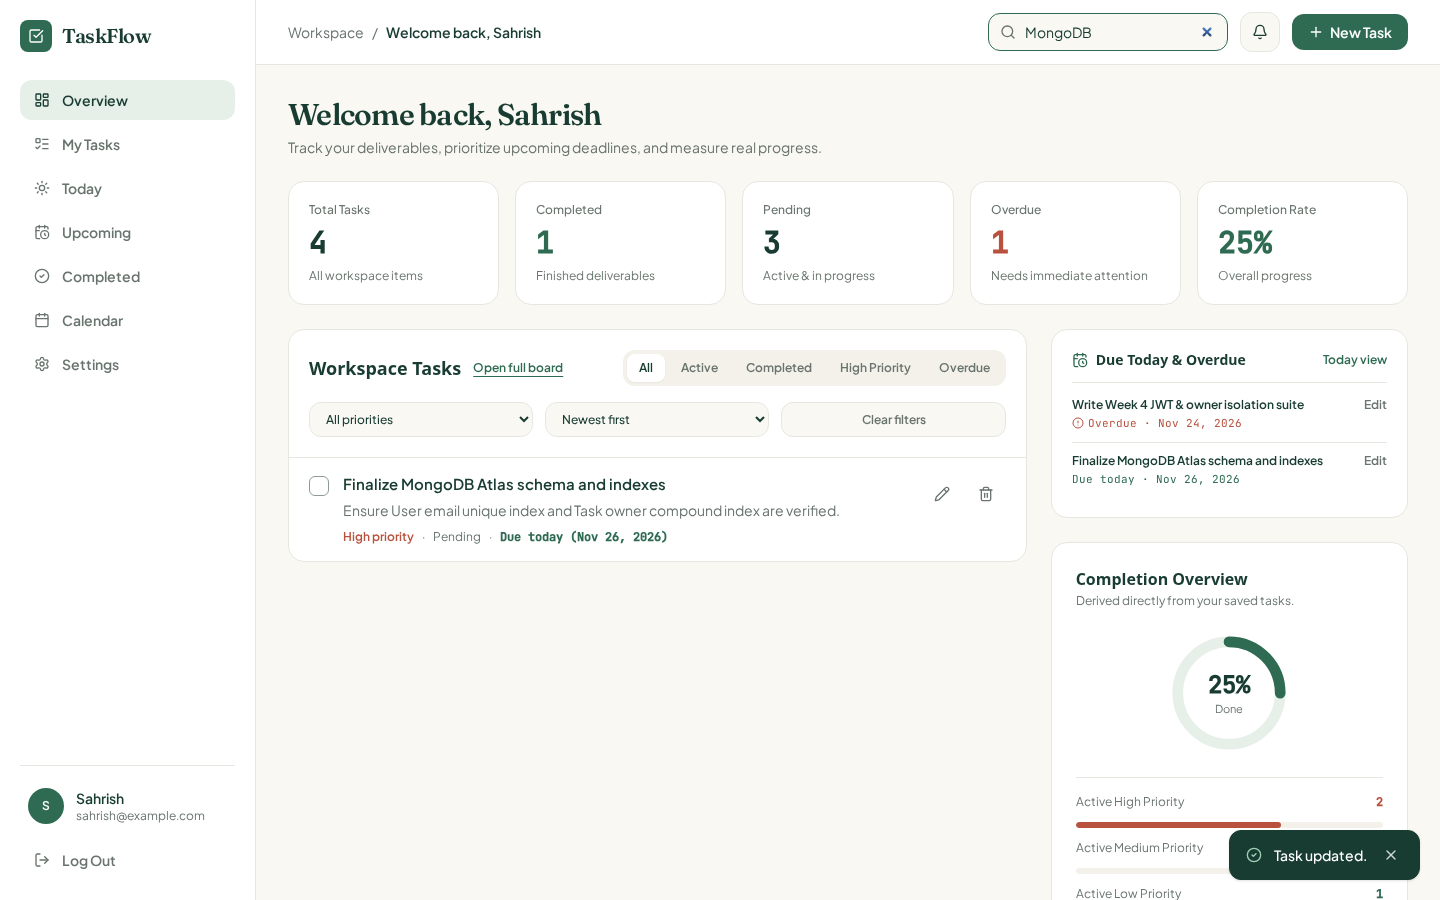 TaskFlow
Overview
My Tasks
Today
Upcoming
Completed
Calendar
Settings
S
Sahrish
sahrish@example.com
Log Out
Workspace / Welcome back, Sahrish
MongoDB
New Task
Welcome back, Sahrish
Track your deliverables, prioritize upcoming deadlines, and measure real progress.
Total Tasks
4
All workspace items
Completed
1
Finished deliverables
Pending
3
Active & in progress
Overdue
1
Needs immediate attention
Completion Rate
25%
Overall progress
Workspace Tasks Open full board
All Active Completed High Priority Overdue
All priorities Newest first Clear filters
Finalize MongoDB Atlas schema and indexes
Ensure User email unique index and Task owner compound index are verified.
High priority · Pending · Due today (Nov 26, 2026)
Due Today & Overdue Today view
Write Week 4 JWT & owner isolation suite Edit
Overdue · Nov 24, 2026
Finalize MongoDB Atlas schema and indexes Edit
Due today · Nov 26, 2026
Completion Overview
Derived directly from your saved tasks.
25%
Done
Active High Priority 2
Active Medium Priority
Active Low Priority 1
Task updated.